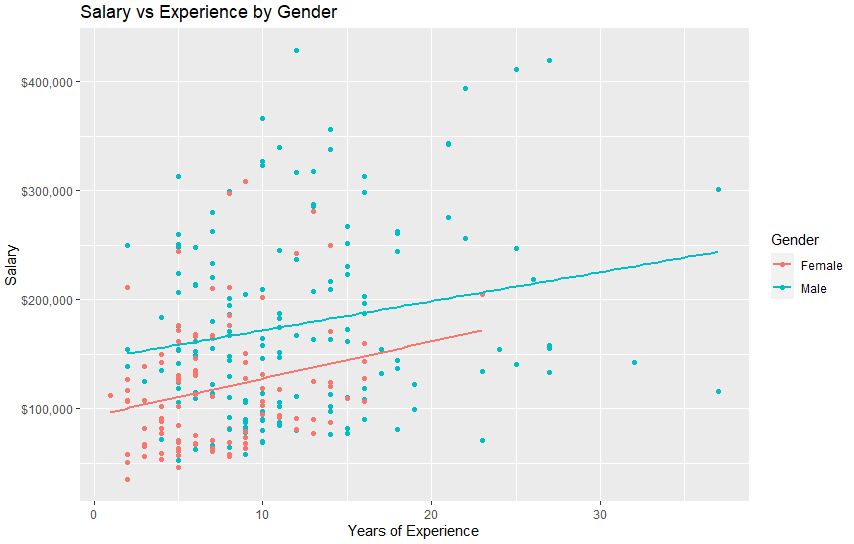 Salary vs Experience by Gender
$400,000
$300,000
$200,000
$100,000
Salary
0
10
20
30
Years of Experience
Gender
Female
Male